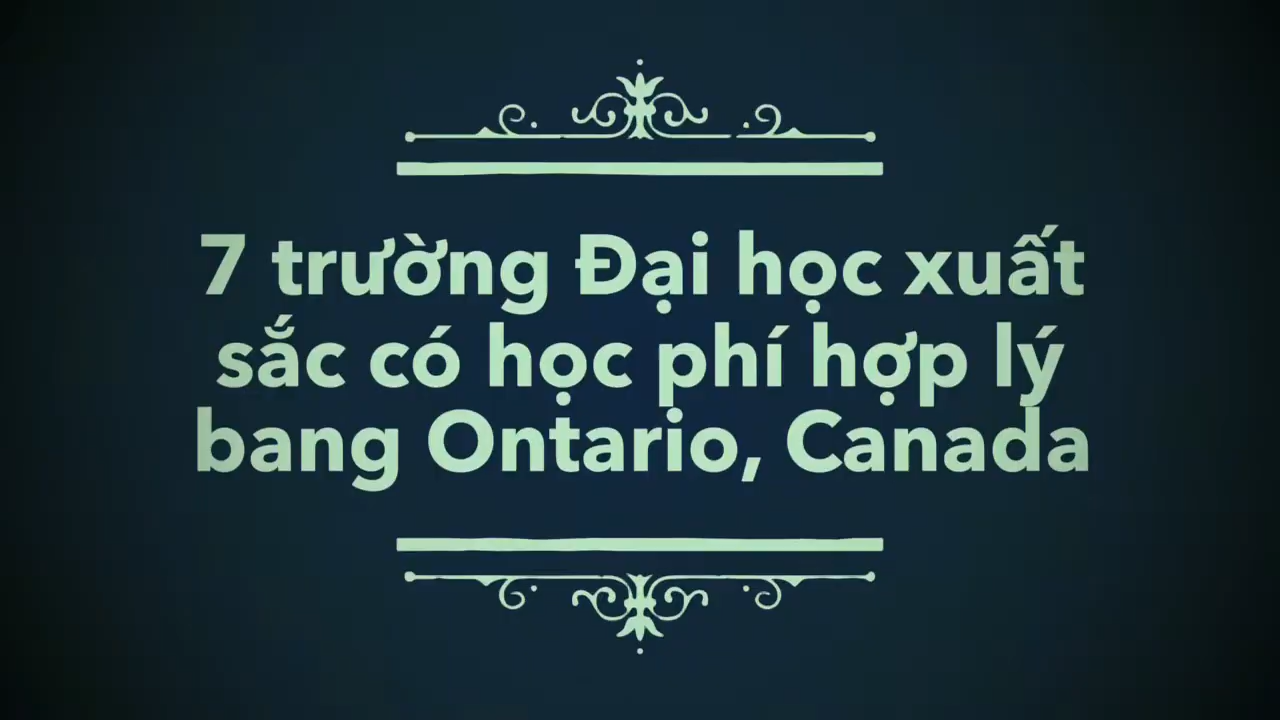 7 trường Đại học xuất
sắc có học phí hợp lý
bang Ontario, Canada